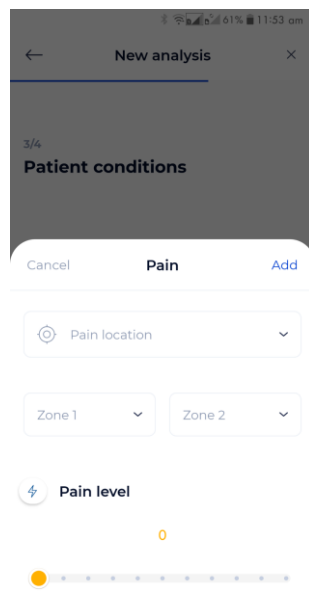 61% 11:53 am
New analysis
3/4
Patient conditions
Cancel Pain Add
Pain location
Zone 1 Zone 2
Pain level
0